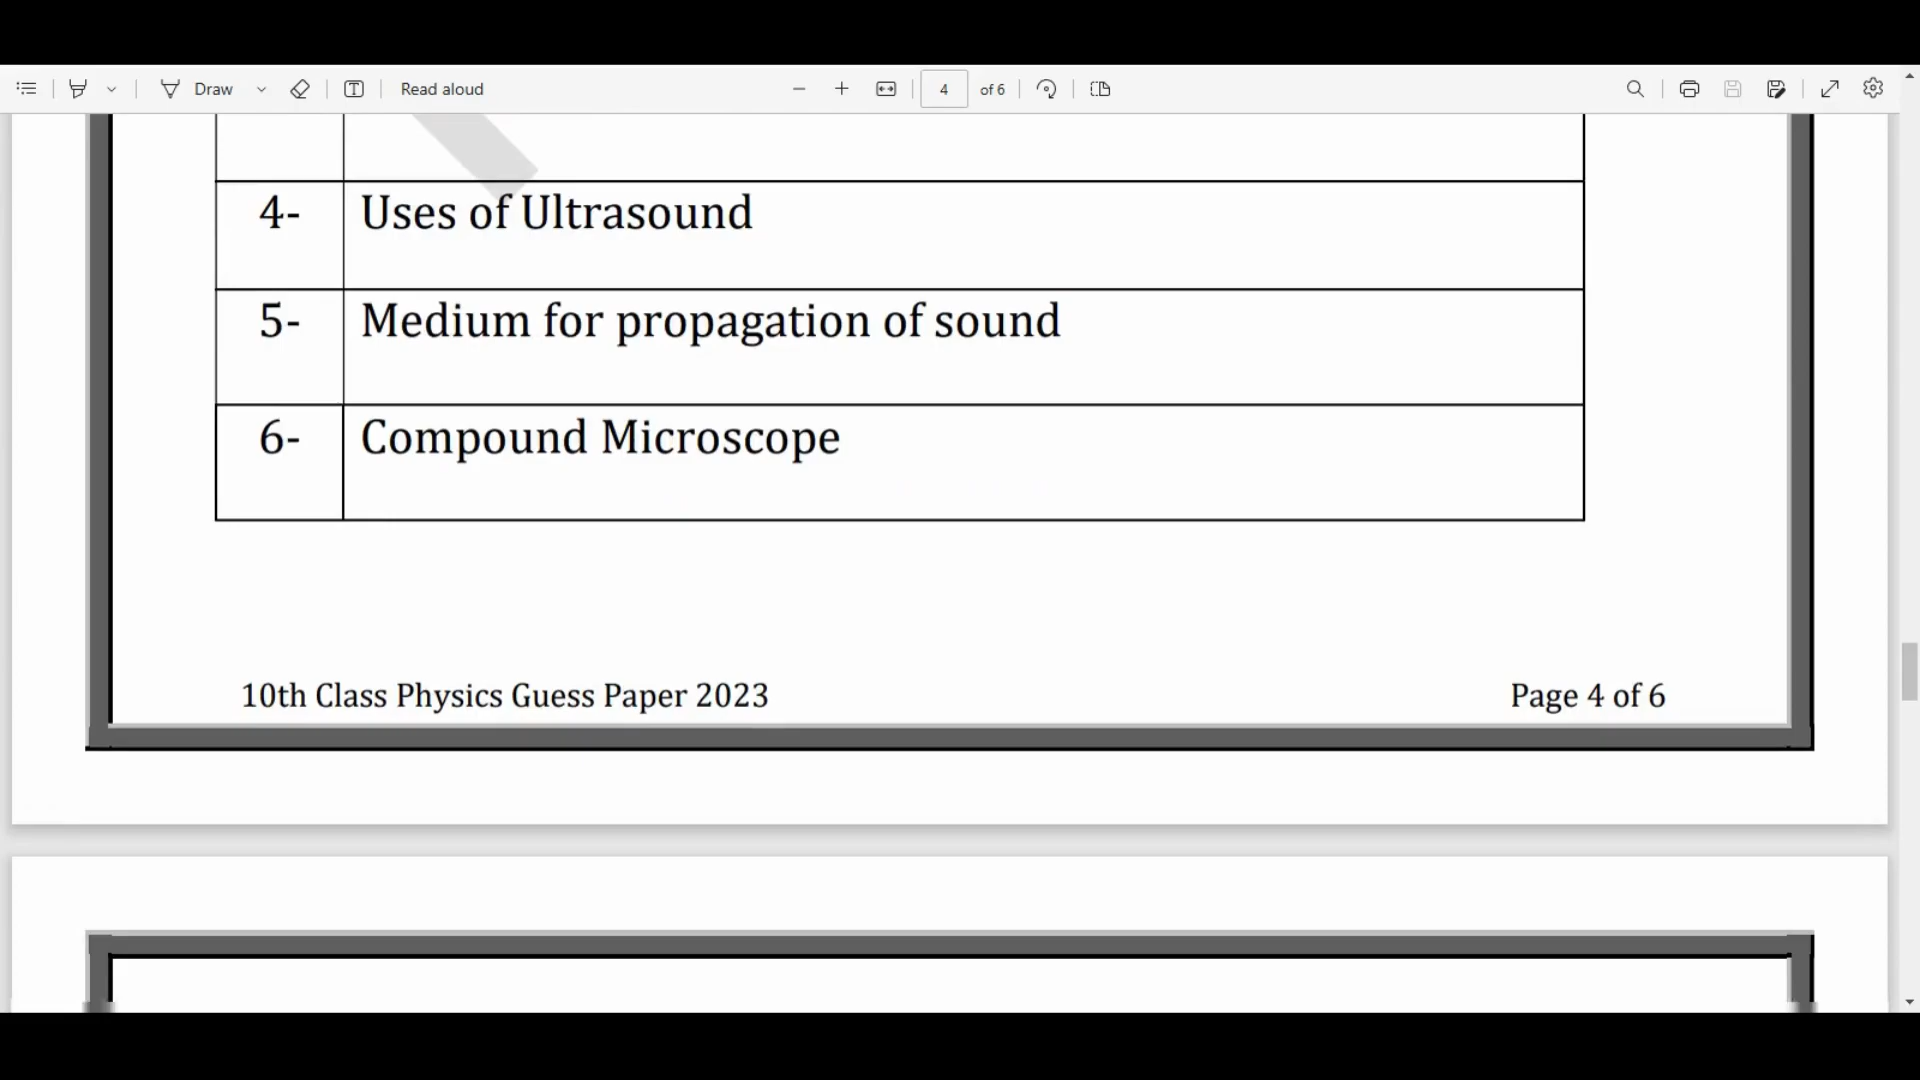 Draw
Read aloud
4
of 6
4- Uses of Ultrasound
5- Medium for propagation of sound
6- Compound Microscope
10th Class Physics Guess Paper 2023 Page 4 of 6